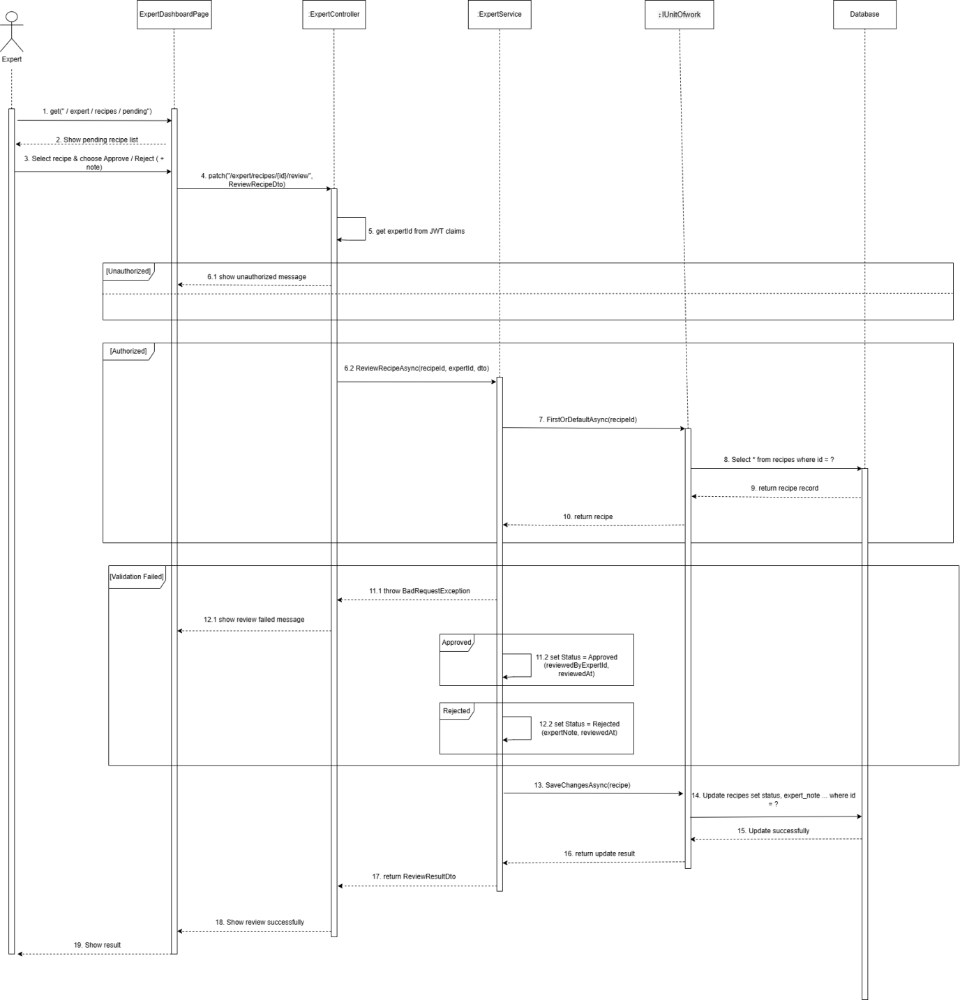 ExpertDashboardPage
:ExpertController
:ExpertService
:IUnitOfwork
Database
Expert
1. get(" / expert / recipes / pending")
2. Show pending recipe list
3. Select recipe & choose Approve / Reject ( +
note)
4. patch("/expert/recipes/{id}/review",
ReviewRecipeDto)
5. get expertId from JWT claims
[Unauthorized]
6.1 show unauthorized message
[Authorized]
6.2 ReviewRecipeAsync(recipeId, expertId, dto)
7. FirstOrDefaultAsync(recipeId)
8. Select * from recipes where id = ?
9. return recipe record
10. return recipe
[Validation Failed]
11.1 throw BadRequestException
12.1 show review failed message
Approved
11.2 set Status = Approved
(reviewedByExpertId,
reviewedAt)
Rejected
12.2 set Status = Rejected
(expertNote, reviewedAt)
13. SaveChangesAsync(recipe)
14. Update recipes set status, expert_note ... where id
= ?
15. Update successfully
16. return update result
17. return ReviewResultDto
18. Show review successfully
19. Show result